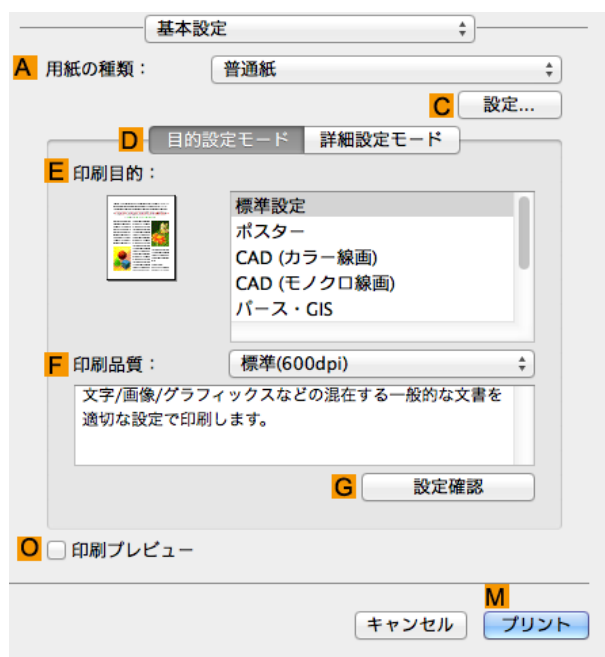 基本設定
A 用紙の種類： 普通紙
C 設定...
D 目的設定モード 詳細設定モード
E 印刷目的：
標準設定
ポスター
CAD (カラー線画)
CAD (モノクロ線画)
パース・GIS
F 印刷品質： 標準(600dpi)
文字/画像/グラフィックスなどの混在する一般的な文書を
適切な設定で印刷します。
G 設定確認
O 印刷プレビュー
M
キャンセル プリント